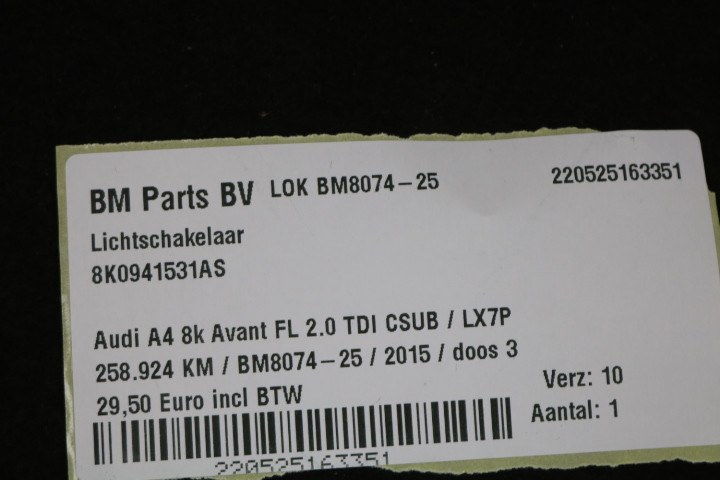 BM Parts BV LOK BM8074-25 220525163351
Lichtschakelaar
8K0941531AS
Audi A4 8k Avant FL 2.0 TDI CSUB / LX7P
258.924 KM / BM8074-25 / 2015 / doos 3
29,50 Euro incl BTW
Verz: 10
Aantal: 1
220525163351